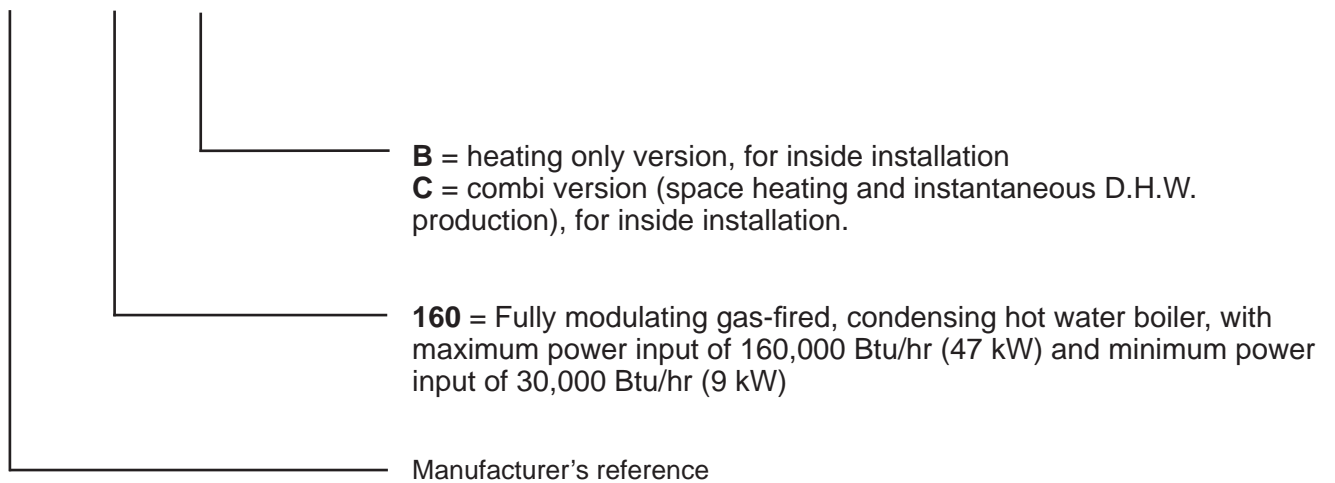 B = heating only version, for inside installation
C = combi version (space heating and instantaneous D.H.W.
production), for inside installation.
160 = Fully modulating gas-fired, condensing hot water boiler, with
maximum power input of 160,000 Btu/hr (47 kW) and minimum power
input of 30,000 Btu/hr (9 kW)
Manufacturer’s reference